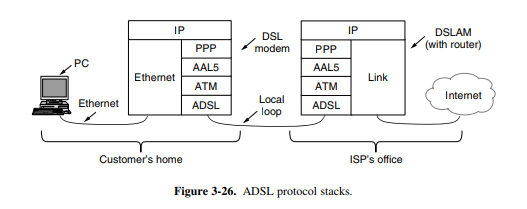 IP
PPP
AAL5
ATM
ADSL
Ethernet
DSL
modem
PC
Ethernet
Local
loop
IP
PPP
AAL5
ATM
ADSL
Link
DSLAM
(with router)
Internet
Customer's home
ISP's office
Figure 3-26. ADSL protocol stacks.